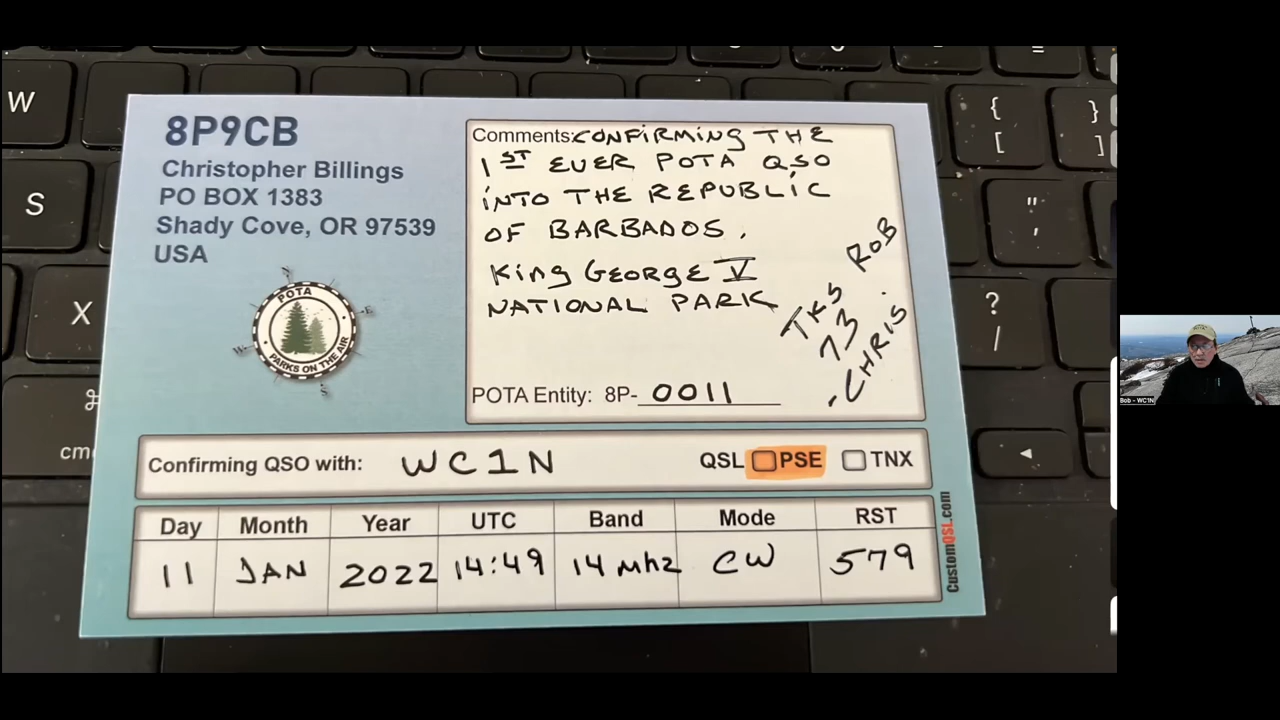 W
S
X
⌘
cm
{
[
}
]
"
'
?
/
8P9CB
Christopher Billings
PO BOX 1383
Shady Cove, OR 97539
USA
POTA
PARKS ON THE AIR
W
E
S
Comments: CONFIRMING THE
1ST EVER POTA QSO
INTO THE REPUBLIC
OF BARBADOS.
KING GEORGE V
NATIONAL PARK
TKS ROB
73
.CHRIS.
POTA Entity: 8P-0011
Confirming QSO with: WC1N QSL PSE TNX
Day Month Year UTC Band Mode RST
11 JAN 2022 14:49 14 Mhz CW 579
CustomQSL.com
Bob - WC1N